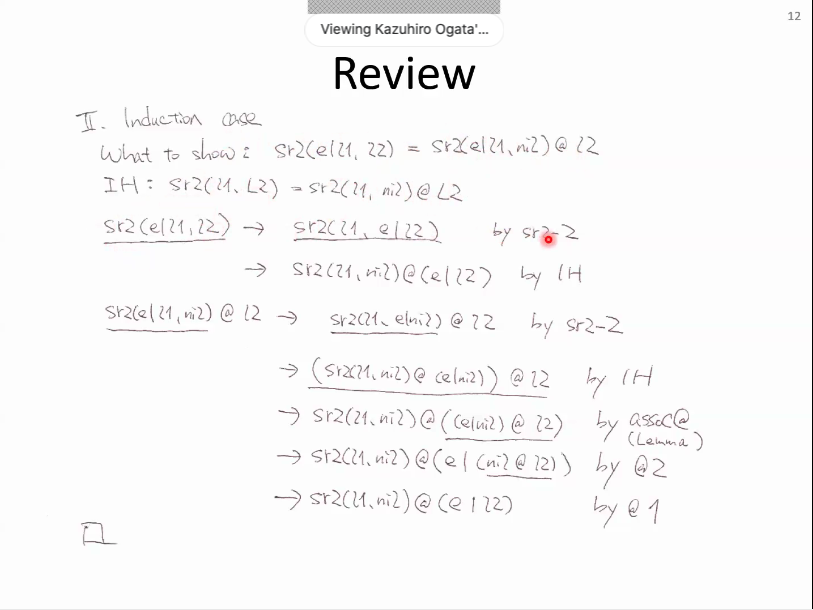 12
Viewing Kazuhiro Ogata'...
Review
II. Induction case
What to show: sr2(e|l1, l2) = sr2(e|l1, nil) @ l2
IH: sr2(l1, L2) = sr2(l1, nil) @ L2
sr2(e|l1, l2) → sr2(l1, e|l2) by sr2-2
→ sr2(l1, nil) @ (e|l2) by IH
sr2(e|l1, nil) @ l2 → sr2(l1, e|nil) @ l2 by sr2-2
→ (sr2(l1, nil) @ (e|nil)) @ l2 by IH
→ sr2(l1, nil) @ ((e|nil) @ l2) by assoc@
(Lemma)
→ sr2(l1, nil) @ (e | (nil @ l2)) by @2
→ sr2(l1, nil) @ (e | l2) by @1